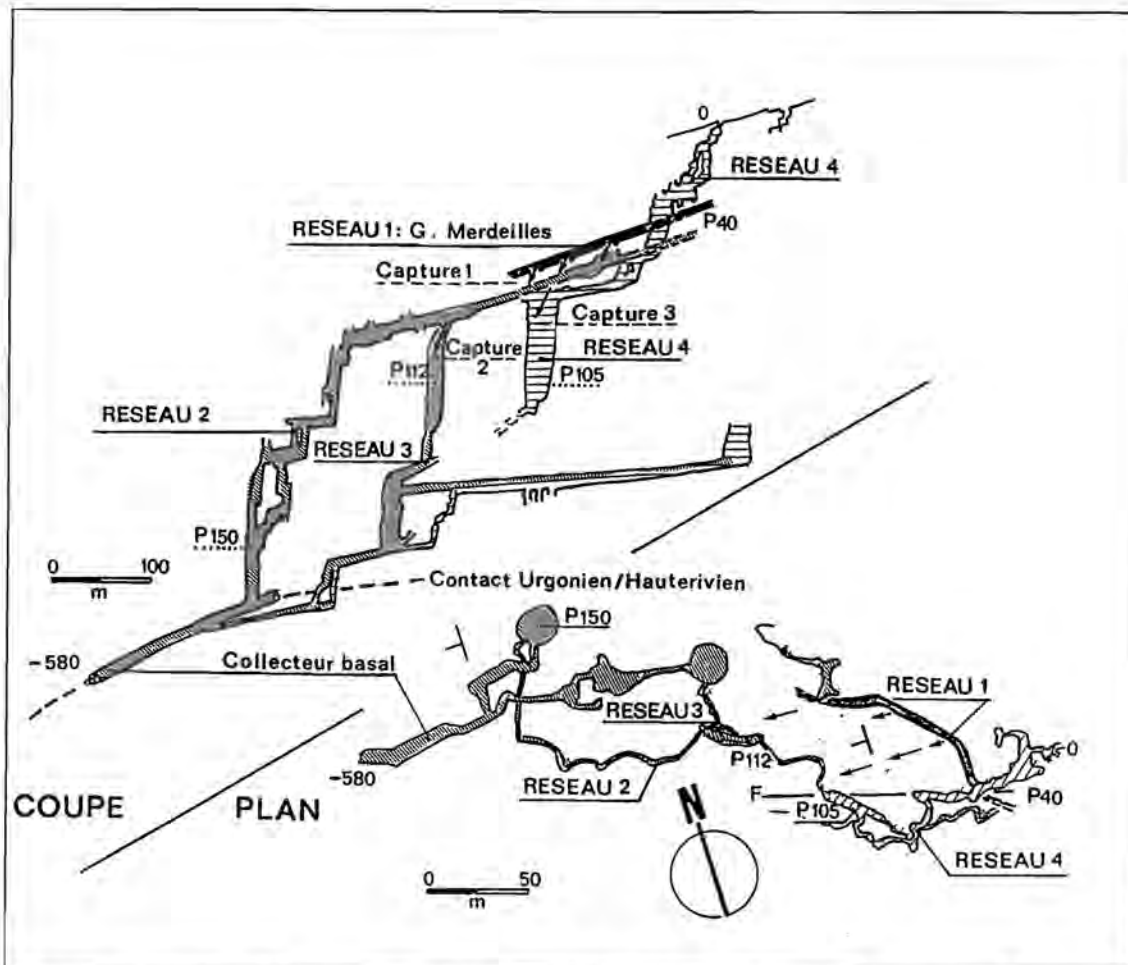 0
RESEAU 4
P40
RESEAU 1: G. Merdeilles
Capture 1
Capture 3
Capture
2
RESEAU 4
P112
P105
RESEAU 2
RESEAU 3
P150
0 100
m
Contact Urgonien/Hauterivien
-580
Collecteur basal
P150
RESEAU 1
RESEAU 3
P112
0
-580
RESEAU 2
F
P40
P105
RESEAU 4
COUPE PLAN
N
0 50
m